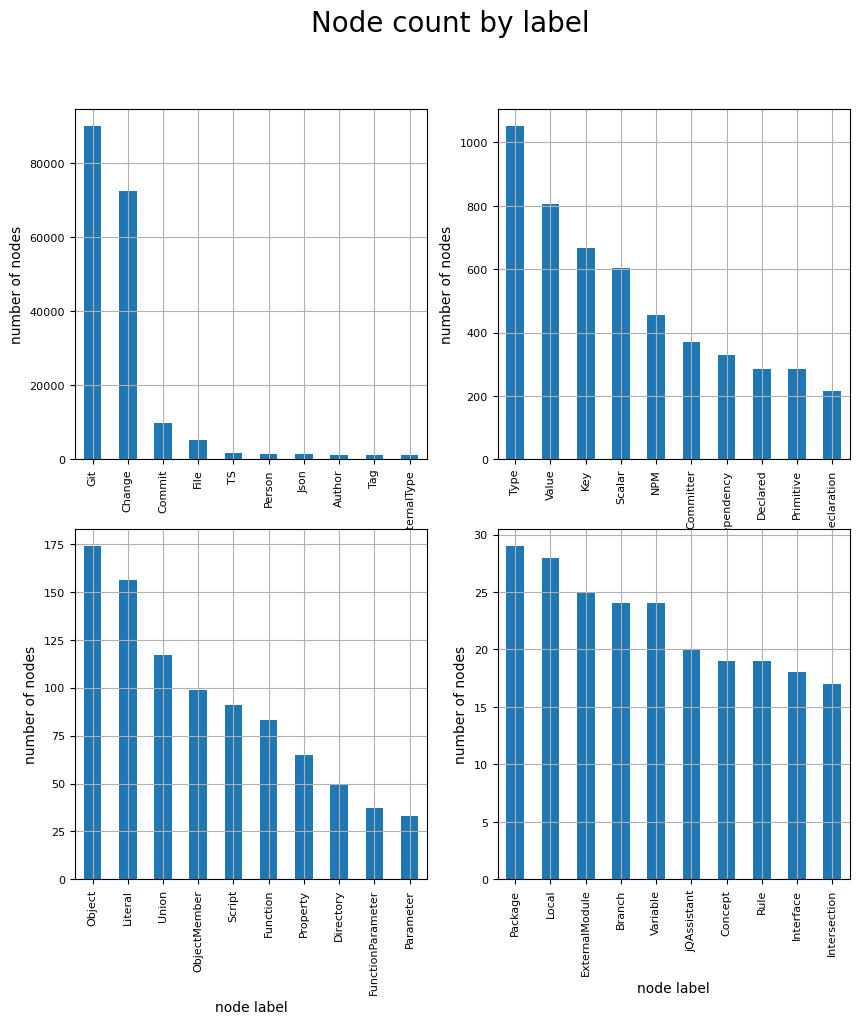 Node count by label
number of nodes
80000
60000
40000
20000
0
Git
Change
Commit
File
TS
Person
Json
Author
Tag
ternalType
number of nodes
1000
800
600
400
200
0
Type
Value
Key
Scalar
NPM
Committer
ependency
Declared
Primitive
eclaration
number of nodes
175
150
125
100
75
50
25
0
Object
Literal
Union
ObjectMember
Script
Function
Property
Directory
FunctionParameter
Parameter
node label
number of nodes
30
25
20
15
10
5
0
Package
Local
ExternalModule
Branch
Variable
jQAssistant
Concept
Rule
Interface
Intersection
node label